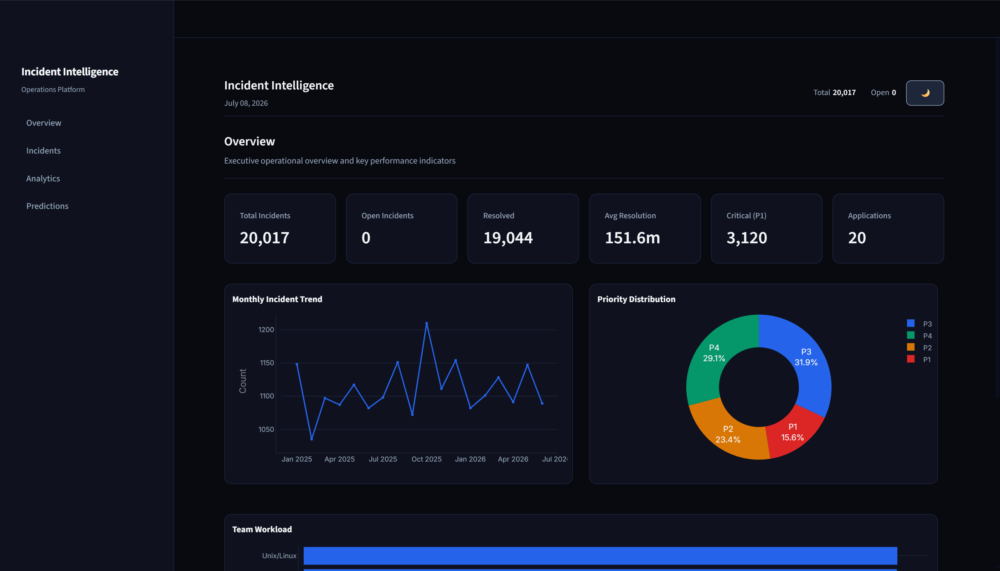 Incident Intelligence
Operations Platform
Overview
Incidents
Analytics
Predictions
Incident Intelligence
July 08, 2026
Total 20,017 Open 0
Overview
Executive operational overview and key performance indicators
Total Incidents
20,017
Open Incidents
0
Resolved
19,044
Avg Resolution
151.6m
Critical (P1)
3,120
Applications
20
Monthly Incident Trend
Count
1200
1150
1100
1050
Jan 2025 Apr 2025 Jul 2025 Oct 2025 Jan 2026 Apr 2026 Jul 202
Priority Distribution
P4
29.1%
P3
31.9%
P2
23.4%
P1
15.6%
P3
P4
P2
P1
Team Workload
Unix/Linux